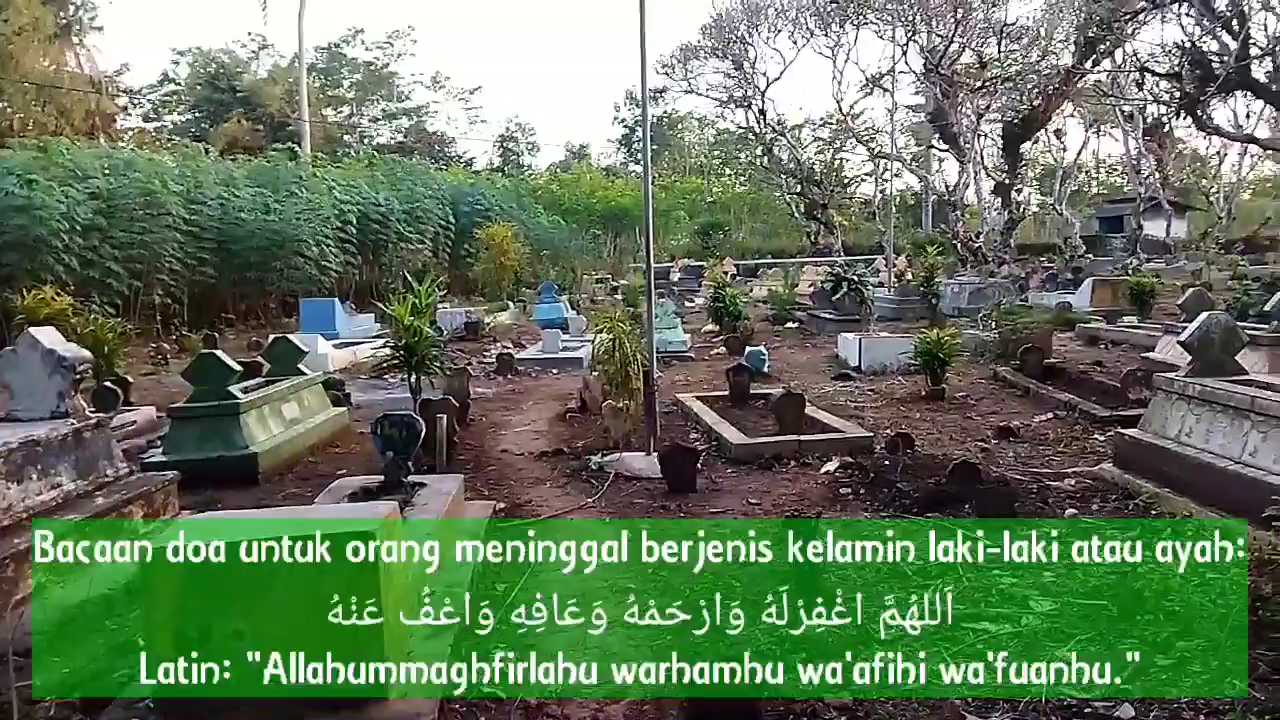 Bacaan doa untuk orang meninggal berjenis kelamin laki-laki atau ayah:
اَللهُمَّ اغْفِرْلَهُ وَارْحَمْهُ وَعَافِهِ وَاعْفُ عَنْهُ
Latin: "Allahummaghfirlahu warhamhu wa'afihi wa'fuanhu."